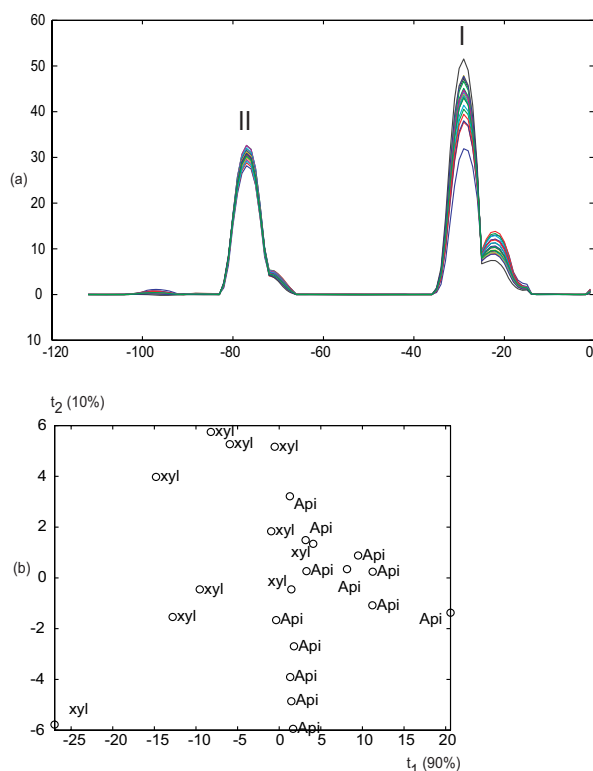 60
I
50
40
II
30
(a)
20
10
0
10
-120 -100 -80 -60 -40 -20 0
t2 (10%)
6
xyl
xyl xyl
4
xyl
Api
2
xyl Api
xyl Api
(b)
0
Api Api
xyl xyl Api
xyl Api Api
-2
Api
Api
-4
Api
Api
xyl
-6
Api
-25 -20 -15 -10 -5 0 5 10 15 20
t1 (90%)